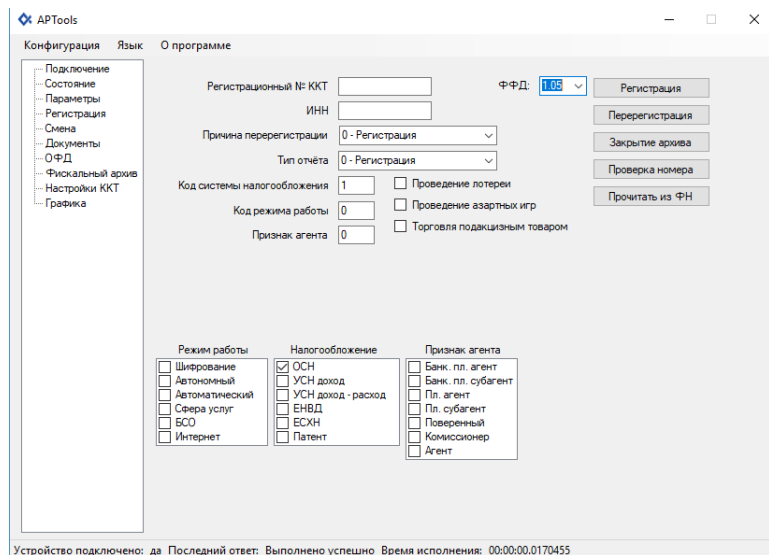 APTools
Конфигурация Язык О программе
Подключение
Состояние
Параметры
Регистрация
Смена
Документы
ОФД
Фискальный архив
Настройки ККТ
Графика
Регистрационный № ККТ
ФФД: 1.05
ИНН
Причина перерегистрации 0 - Регистрация
Тип отчёта 0 - Регистрация
Код системы налогообложения 1
Код режима работы 0
Признак агента 0
Проведение лотереи
Проведение азартных игр
Торговля подакцизным товаром
Регистрация
Перерегистрация
Закрытие архива
Проверка номера
Прочитать из ФН
Режим работы
Шифрование
Автономный
Автоматический
Сфера услуг
БСО
Интернет
Налогообложение
ОСН
УСН доход
УСН доход - расход
ЕНВД
ЕСХН
Патент
Признак агента
Банк. пл. агент
Банк. пл. субагент
Пл. агент
Пл. субагент
Поверенный
Комиссионер
Агент
Устройство подключено: да Последний ответ: Выполнено успешно Время исполнения: 00:00:00.0170455